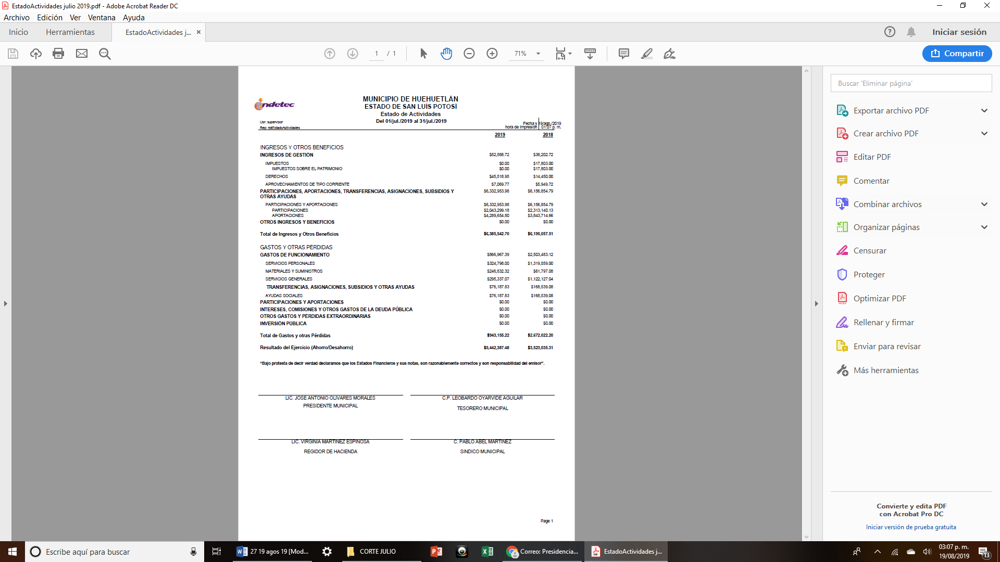 EstadoActividades julio 2019.pdf - Adobe Acrobat Reader DC
Archivo Edición Ver Ventana Ayuda
Inicio Herramientas EstadoActividades j... × Iniciar sesión
1 / 1 71% Compartir
Buscar 'Eliminar página'
Exportar archivo PDF
Crear archivo PDF
Editar PDF
Comentar
Combinar archivos
Organizar páginas
Censurar
Proteger
Optimizar PDF
Rellenar y firmar
Enviar para revisar
Más herramientas
Convierte y edita PDF
con Acrobat Pro DC
Iniciar versión de prueba gratuita
indetec
MUNICIPIO DE HUEHUETLÁN
ESTADO DE SAN LUÍS POTOSÍ
Estado de Actividades
Del 01/jul./2019 al 31/jul./2019
Usr: supervisor
Rep: rptEstadoActividades
Fecha y 19/ago./2019
hora de Impresión 01:07 p. m.
2019 2018
INGRESOS Y OTROS BENEFICIOS
INGRESOS DE GESTIÓN $52,588.72 $38,202.72
IMPUESTOS $0.00 $17,803.00
IMPUESTOS SOBRE EL PATRIMONIO $0.00 $17,803.00
DERECHOS $45,518.95 $14,450.00
APROVECHAMIENTOS DE TIPO CORRIENTE $7,069.77 $5,949.72
PARTICIPACIONES, APORTACIONES, TRANSFERENCIAS, ASIGNACIONES, SUBSIDIOS Y $6,332,953.98 $6,156,854.79
OTRAS AYUDAS
PARTICIPACIONES Y APORTACIONES $6,332,953.98 $6,156,854.79
PARTICIPACIONES $2,043,299.18 $2,313,140.13
APORTACIONES $4,289,654.80 $3,843,714.66
OTROS INGRESOS Y BENEFICIOS $0.00 $0.00
Total de Ingresos y Otros Beneficios $6,385,542.70 $6,195,057.51
GASTOS Y OTRAS PÉRDIDAS
GASTOS DE FUNCIONAMIENTO $866,967.39 $2,503,483.12
SERVICIOS PERSONALES $324,798.00 $1,319,559.00
MATERIALES Y SUMINISTROS $246,832.32 $61,797.08
SERVICIOS GENERALES $295,337.07 $1,122,127.04
TRANSFERENCIAS, ASIGNACIONES, SUBSIDIOS Y OTRAS AYUDAS $76,187.83 $168,539.08
AYUDAS SOCIALES $76,187.83 $168,539.08
PARTICIPACIONES Y APORTACIONES $0.00 $0.00
INTERESES, COMISIONES Y OTROS GASTOS DE LA DEUDA PÚBLICA $0.00 $0.00
OTROS GASTOS Y PÉRDIDAS EXTRAORDINARIAS $0.00 $0.00
INVERSIÓN PÚBLICA $0.00 $0.00
Total de Gastos y otras Pérdidas $943,155.22 $2,672,022.20
Resultado del Ejercicio (Ahorro/Desahorro) $5,442,387.48 $3,523,035.31
“Bajo protesta de decir verdad declaramos que los Estados Financieros y sus notas, son razonablemente correctos y son responsabilidad del emisor”.
LIC. JOSE ANTONIO OLIVARES MORALES C.P. LEOBARDO OYARVIDE AGUILAR
PRESIDENTE MUNICIPAL TESORERO MUNICIPAL
LIC. VIRGINIA MARTINEZ ESPINOSA C. PABLO ABEL MARTINEZ
REGIDOR DE HACIENDA SINDICO MUNICIPAL
Page 1
Escribe aquí para buscar 27 19 agos 19 [Mod... CORTE JULIO Correo: Presidencia... EstadoActividades j... 03:07 p. m.
19/08/2019 13